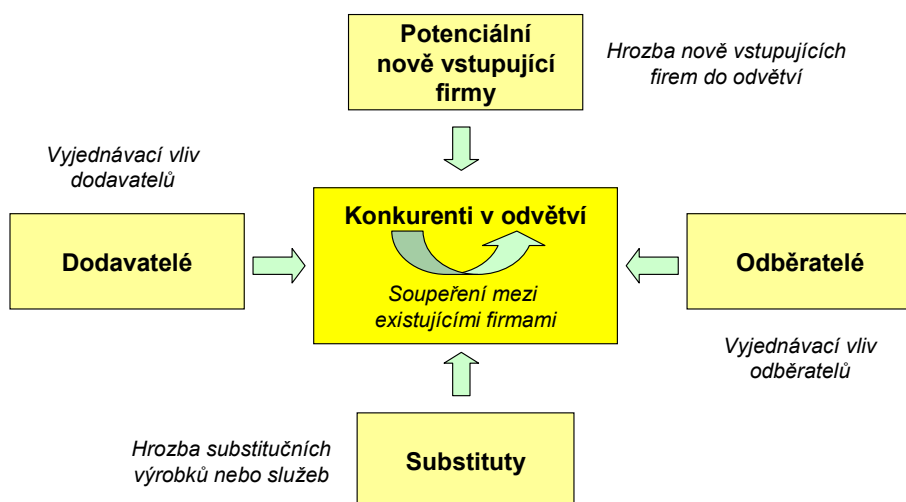 Potenciální
nově vstupující
firmy
Hrozba nově vstupujících
firem do odvětví
Vyjednávací vliv
dodavatelů
Dodavatelé
Konkurenti v odvětví
Soupeření mezi
existujícími firmami
Odběratelé
Vyjednávací vliv
odběratelů
Hrozba substitučních
výrobků nebo služeb
Substituty